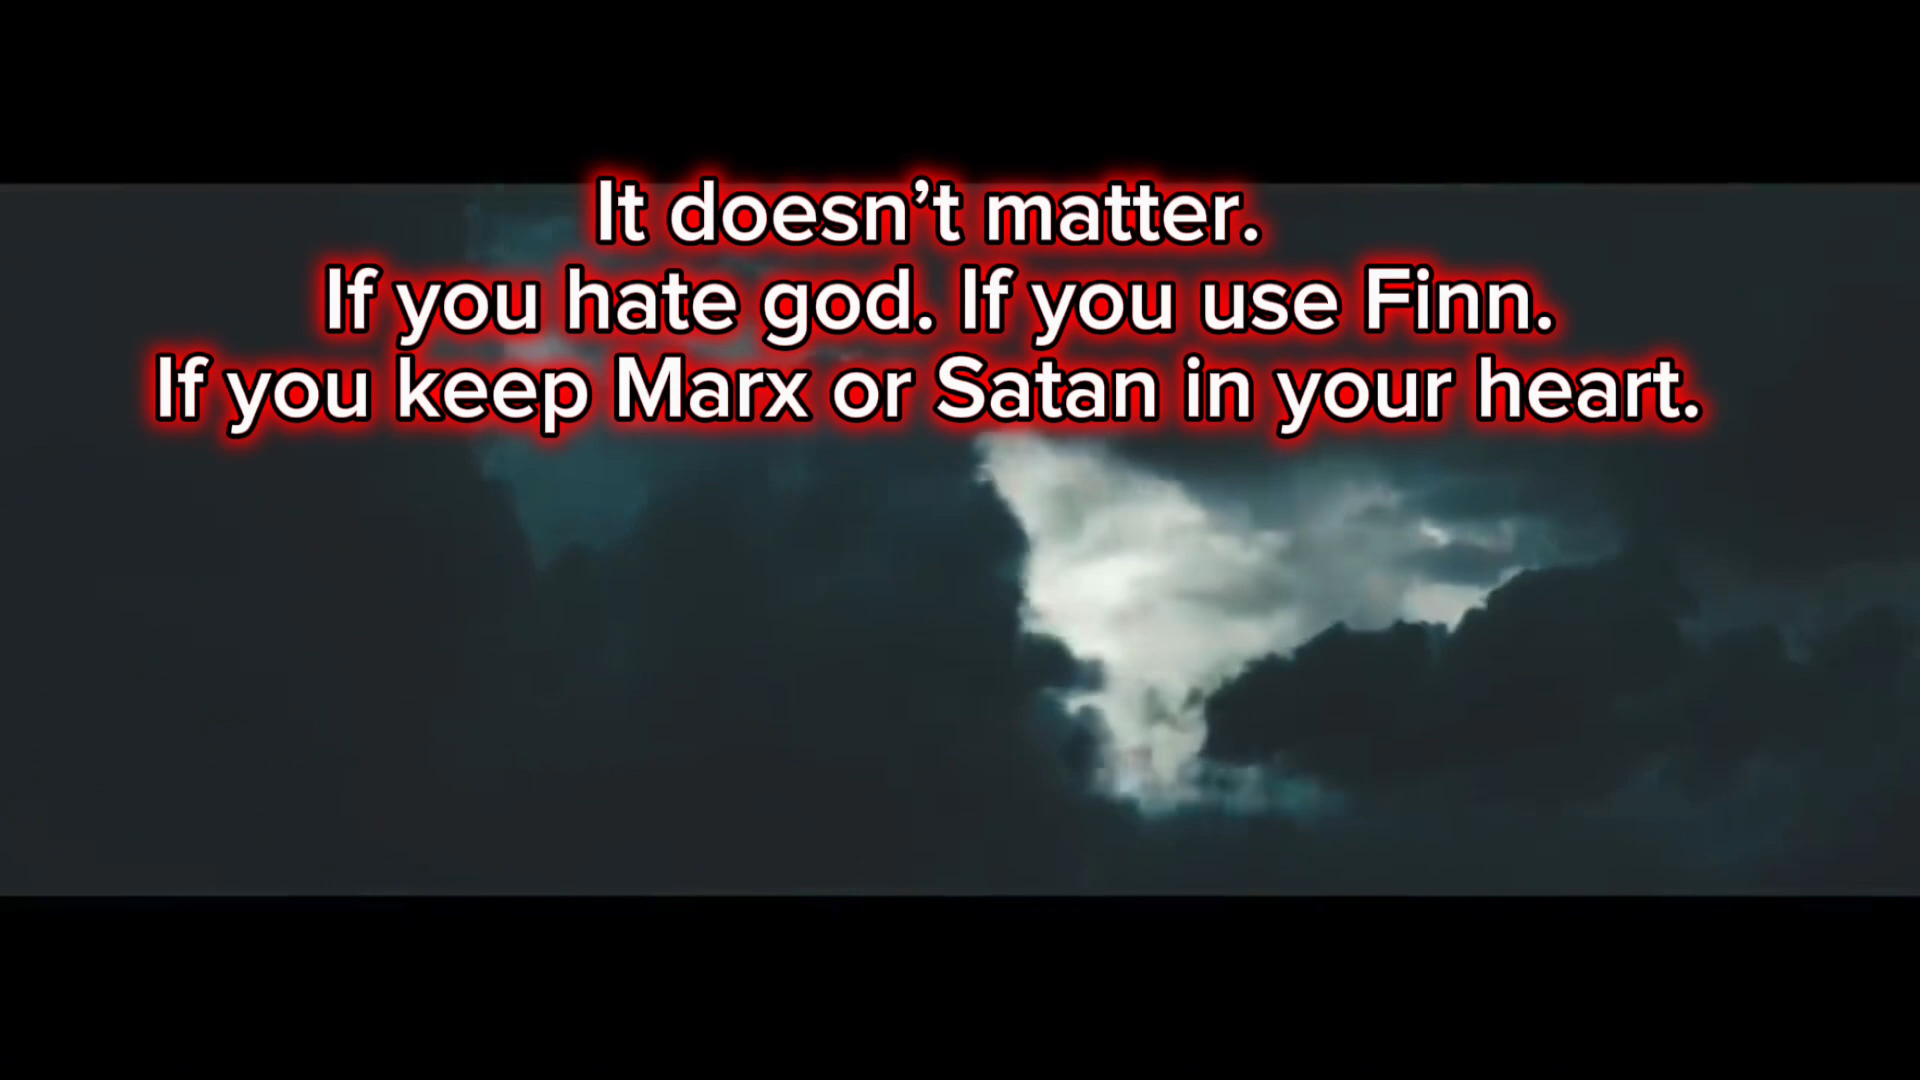 It doesn’t matter.
If you hate god. If you use Finn.
If you keep Marx or Satan in your heart.